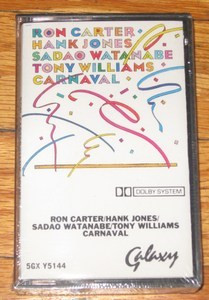 RON CARTER
HANK JONES
SADAO WATANABE
TONY WILLIAMS
CARNAVAL
DOLBY SYSTEM
RON CARTER/HANK JONES/
SADAO WATANABE/TONY WILLIAMS
CARNAVAL
5GX Y5144
Galaxy